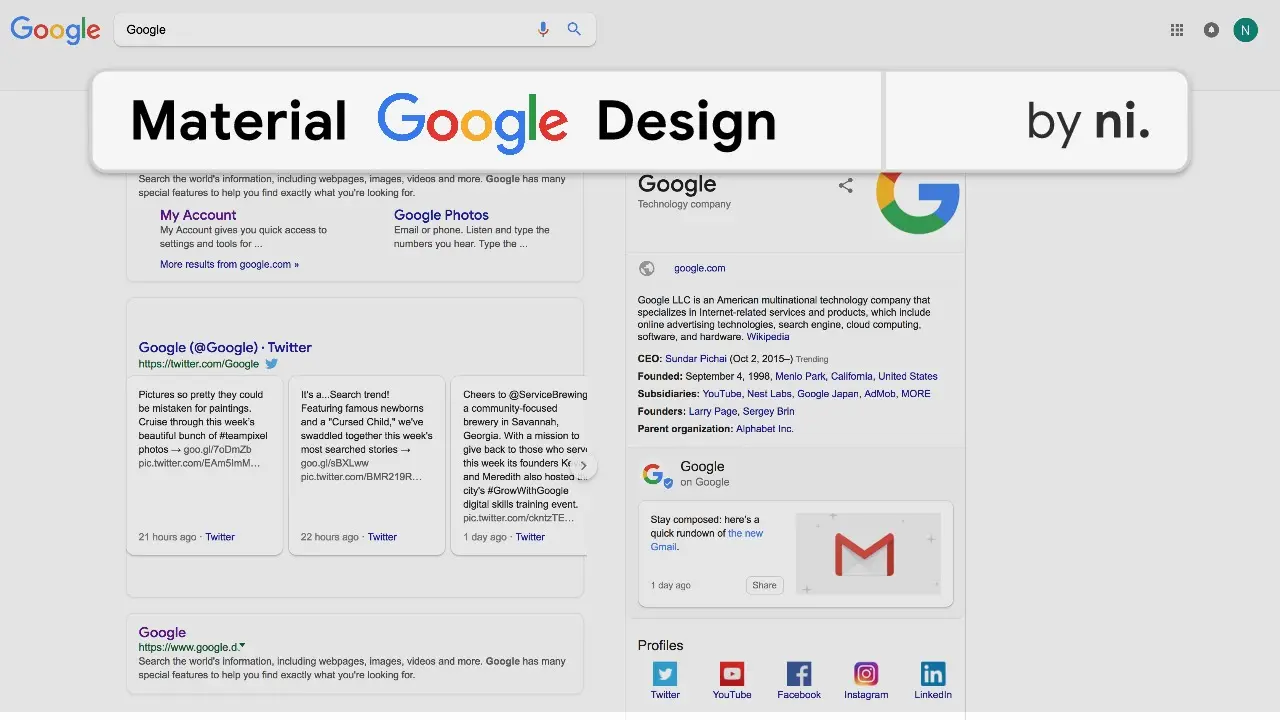 Google
Google
N
Material Google Design
by ni.
Search the world's information, including webpages, images, videos and more. Google has many
special features to help you find exactly what you're looking for.
My Account
My Account gives you quick access to
settings and tools for ...
Google Photos
Email or phone. Listen and type the
numbers you hear. Type the ...
More results from google.com »
Google (@Google) · Twitter
https://twitter.com/Google
Pictures so pretty they could
be mistaken for paintings.
Cruise through this week's
beautiful bunch of #teampixel
photos → goo.gl/7oDmZb
pic.twitter.com/EAm5ImM...
21 hours ago · Twitter
It's a...Search trend!
Featuring famous newborns
and a "Cursed Child," we've
swaddled together this week's
most searched stories →
goo.gl/sBXLww
pic.twitter.com/BMR219R...
22 hours ago · Twitter
Cheers to @ServiceBrewing
a community-focused
brewery in Savannah,
Georgia. With a mission to
give back to those who serve
this week its founders
and Meredith also hosted
city's #GrowWithGoogle
digital skills training event.
pic.twitter.com/ckntzTE...
1 day ago · Twitter
Google
https://www.google.d.
Search the world's information, including webpages, images, videos and more. Google has many
special features to help you find exactly what you're looking for.
Google
Technology company
google.com
Google LLC is an American multinational technology company that
specializes in Internet-related services and products, which include
online advertising technologies, search engine, cloud computing,
software, and hardware. Wikipedia
CEO: Sundar Pichai (Oct 2, 2015–) Trending
Founded: September 4, 1998, Menlo Park, California, United States
Subsidiaries: YouTube, Nest Labs, Google Japan, AdMob, MORE
Founders: Larry Page, Sergey Brin
Parent organization: Alphabet Inc.
Google
on Google
Stay composed: here's a
quick rundown of the new
Gmail.
1 day ago
Share
Profiles
Twitter
YouTube
Facebook
Instagram
LinkedIn